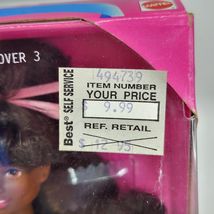 OVER 3
Best SELF SERVICE
494739
ITEM NUMBER
YOUR PRICE
$ 9.99
REF. RETAIL
$ 12.95